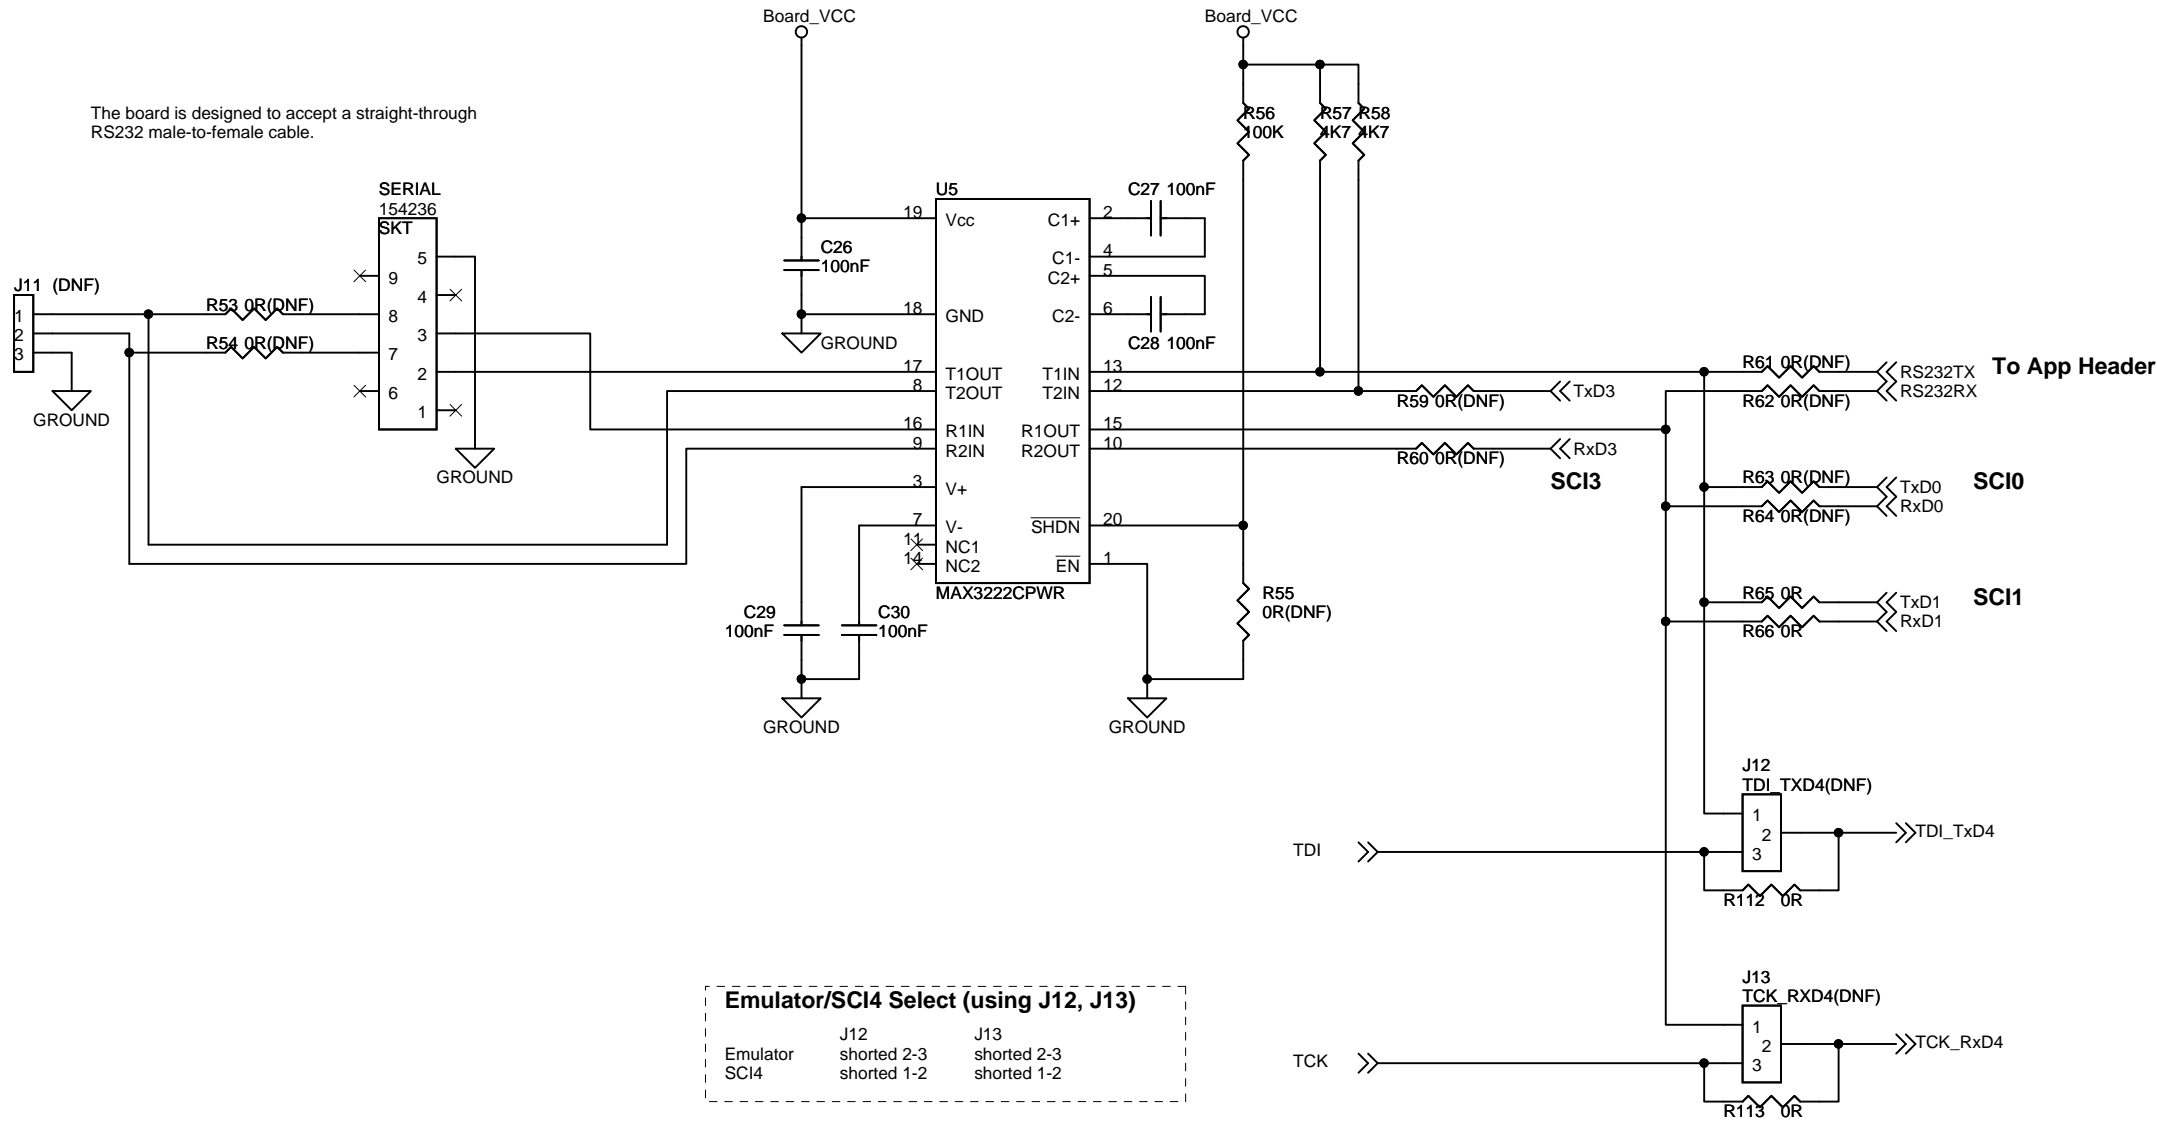 Board_VCC
Board_VCC
The board is designed to accept a straight-through
RS232 male-to-female cable.
R56
100K
R57
4K7
R58
4K7
SERIAL
154236
SKT
5
9
4
8
3
7
2
6
1
GROUND
J11 (DNF)
1
2
3
GROUND
R53 0R(DNF)
R54 0R(DNF)
C26
100nF
GROUND
U5
19 Vcc
18 GND
17 T1OUT
8 T2OUT
16 R1IN
9 R2IN
3 V+
7 V-
11 NC1
14 NC2
C1+ 2
C1- 4
C2+ 5
C2- 6
T1IN 13
T2IN 12
R1OUT 15
R2OUT 10
SHDN 20
EN 1
MAX3222CPWR
C27 100nF
C28 100nF
C29
100nF
C30
100nF
GROUND
R55
0R(DNF)
GROUND
R59 0R(DNF)
TxD3
R60 0R(DNF)
RxD3
SCI3
R61 0R(DNF)
RS232TX
To App Header
R62 0R(DNF)
RS232RX
R63 0R(DNF)
TxD0
SCI0
R64 0R(DNF)
RxD0
R65 0R
TxD1
SCI1
R66 0R
RxD1
J12
TDI_TXD4(DNF)
1
2
3
TDI
TDI_TxD4
R112 0R
J13
TCK_RXD4(DNF)
1
2
3
TCK
TCK_RxD4
R113 0R
Emulator/SCI4 Select (using J12, J13)
J12 J13
Emulator shorted 2-3 shorted 2-3
SCI4 shorted 1-2 shorted 1-2